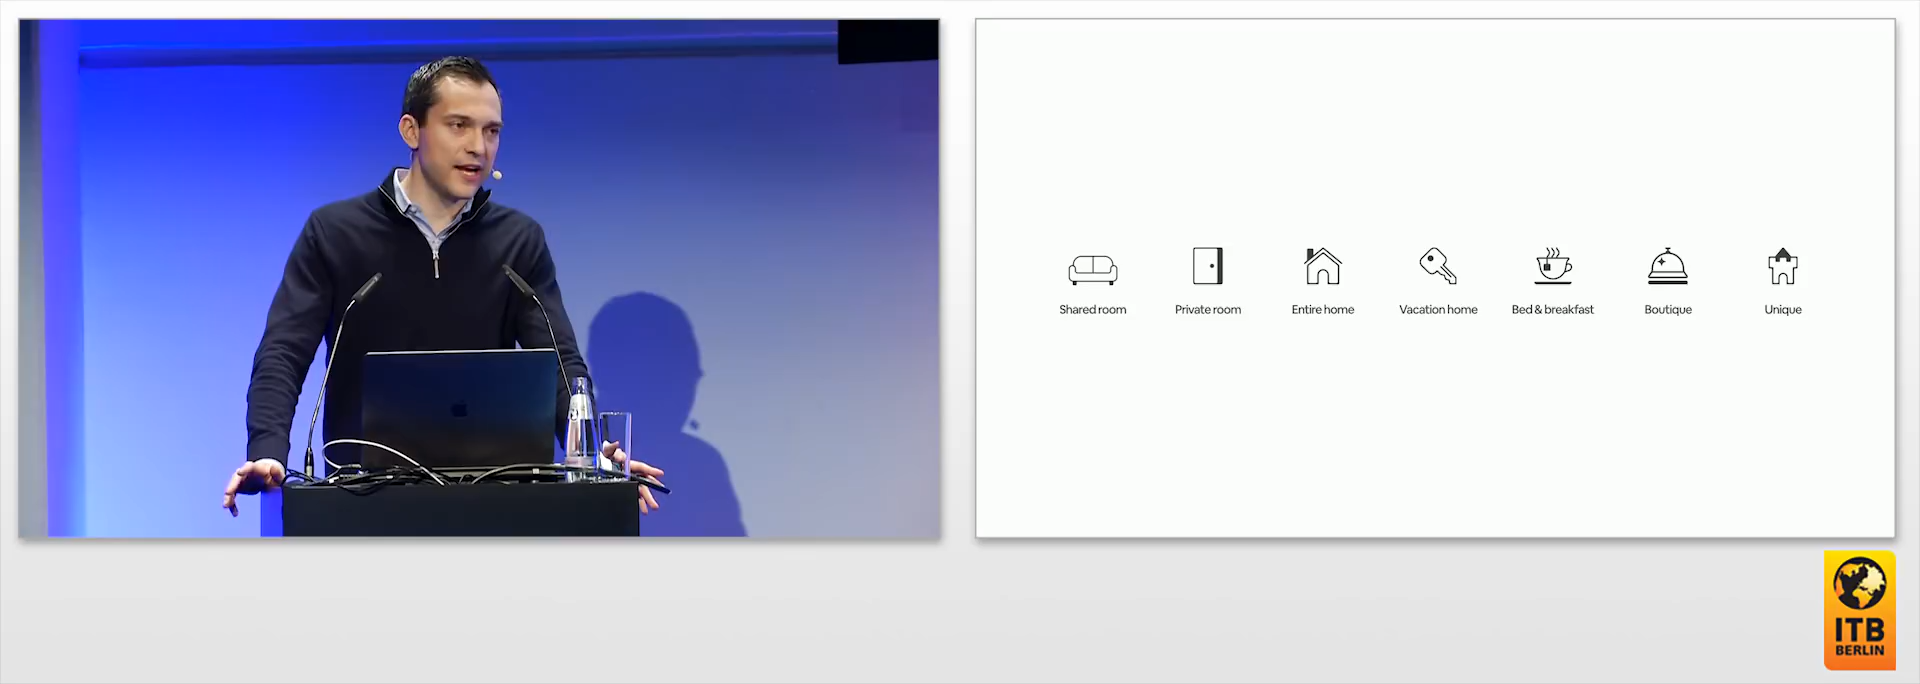 Shared room
Private room
Entire home
Vacation home
Bed & breakfast
Boutique
Unique
ITB
BERLIN